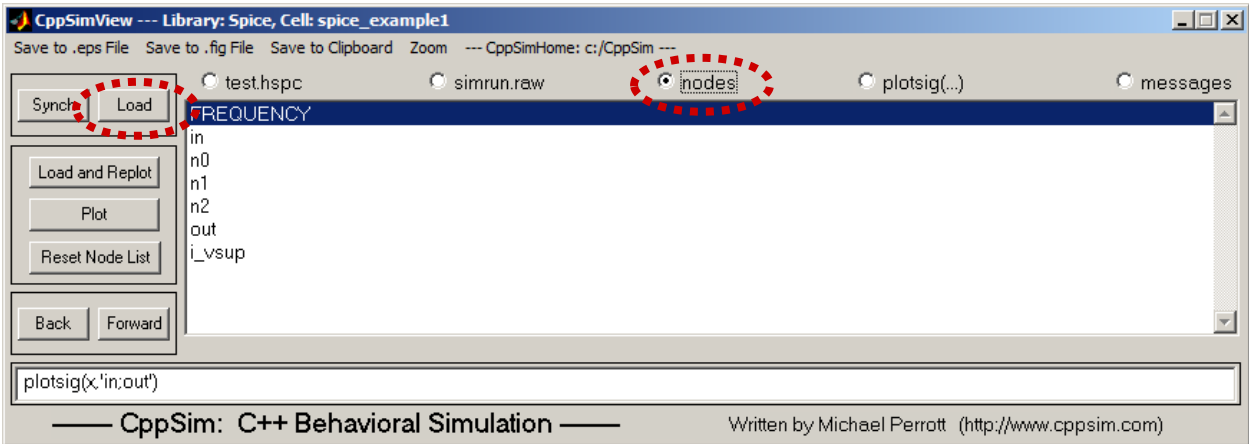 CppSimView --- Library: Spice, Cell: spice_example1
Save to .eps File Save to .fig File Save to Clipboard Zoom --- CppSimHome: c:/CppSim ---
test.hspc simrun.raw nodes plotsig(...) messages
Synch Load
FREQUENCY
in
n0
Load and Replot
n1
n2
Plot
out
Reset Node List
i_vsup
Back Forward
plotsig(x,'in;out')
CppSim: C++ Behavioral Simulation
Written by Michael Perrott (http://www.cppsim.com)